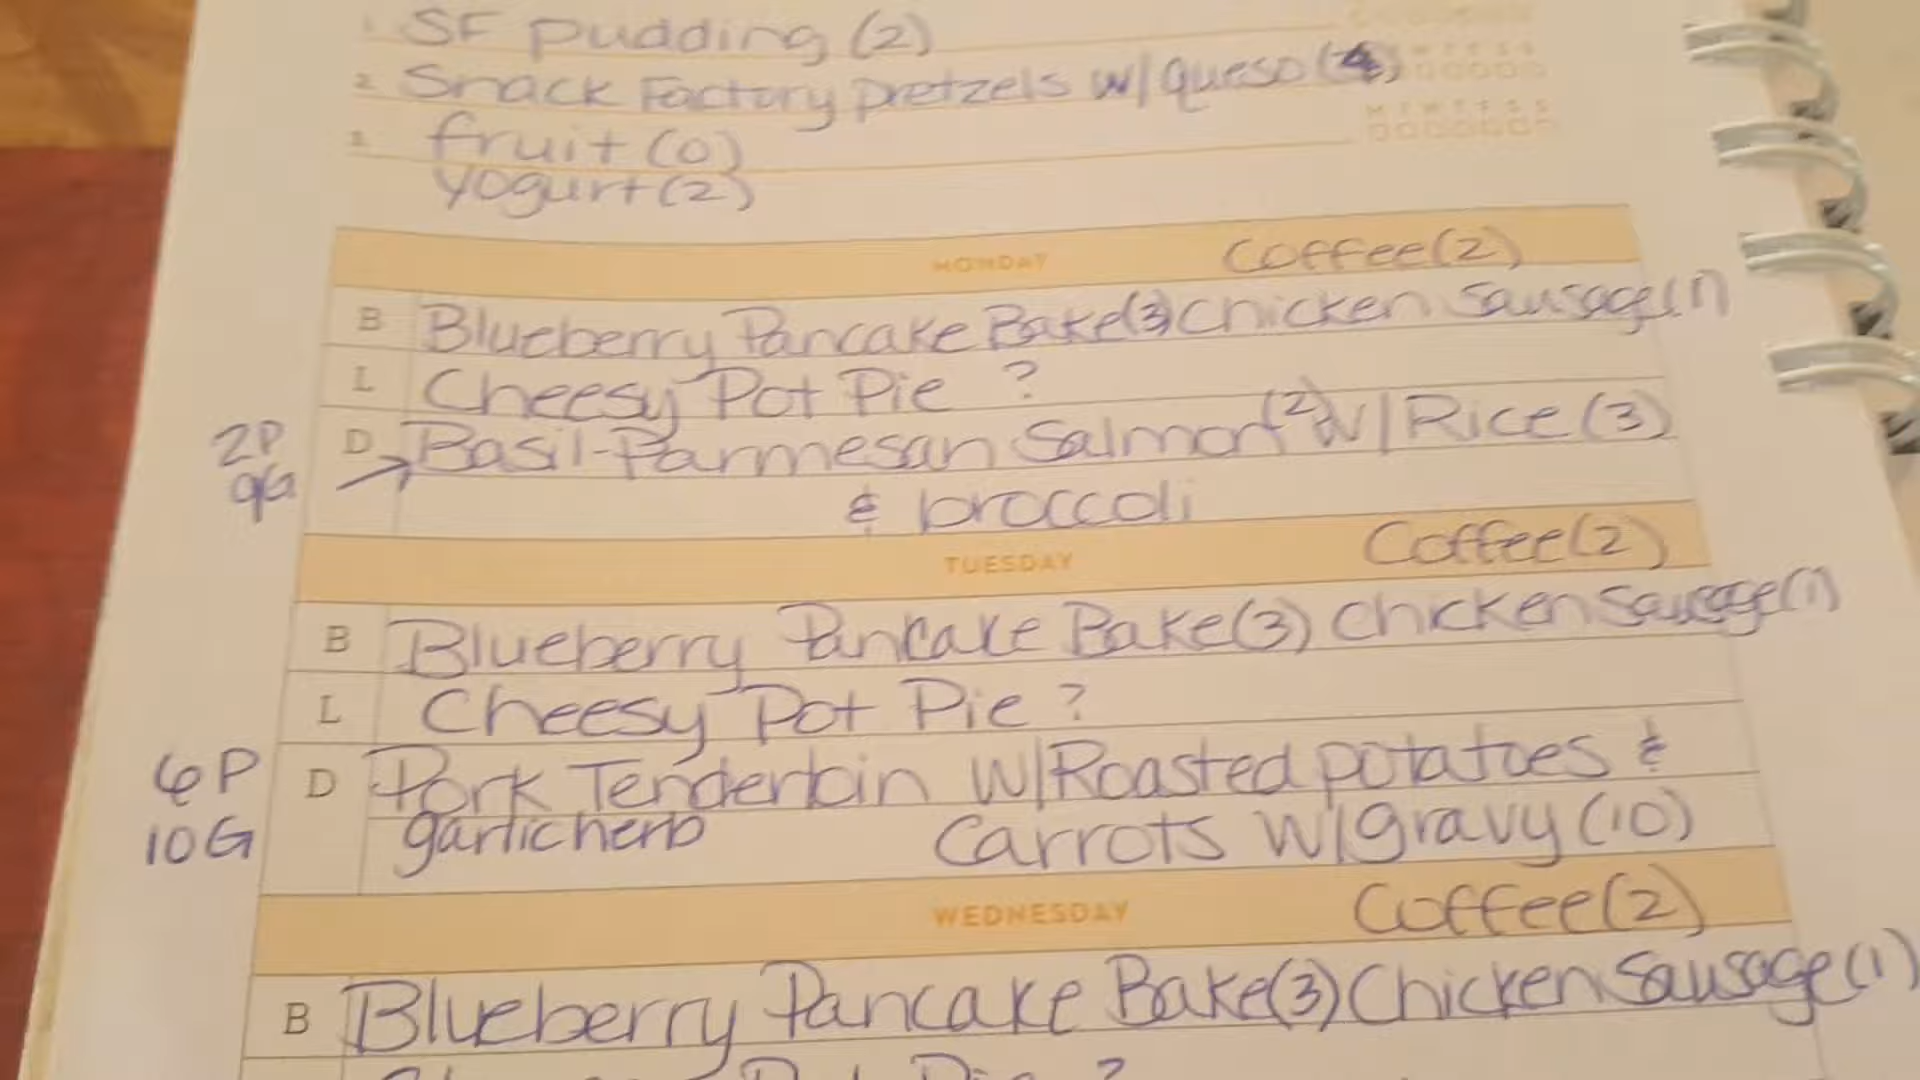 1 SF pudding (2)
2 Snack Factory pretzels w/queso (4)
3 fruit (0)
yogurt (2)
M T W T F S S
M T W T F S S
MONDAY Coffee (2)
B Blueberry Pancake Bake (3) Chicken Sausage (1)
L Cheesy Pot Pie ?
2P D Basil-Parmesan Salmon (2) W/ Rice (3)
9G & broccoli
TUESDAY Coffee (2)
B Blueberry Pancake Bake (3) Chicken Sausage (1)
L Cheesy Pot Pie ?
6P D Pork Tenderloin W/ Roasted potatoes &
10G garlic herb Carrots W/ gravy (10)
WEDNESDAY Coffee (2)
B Blueberry Pancake Bake (3) Chicken Sausage (1)